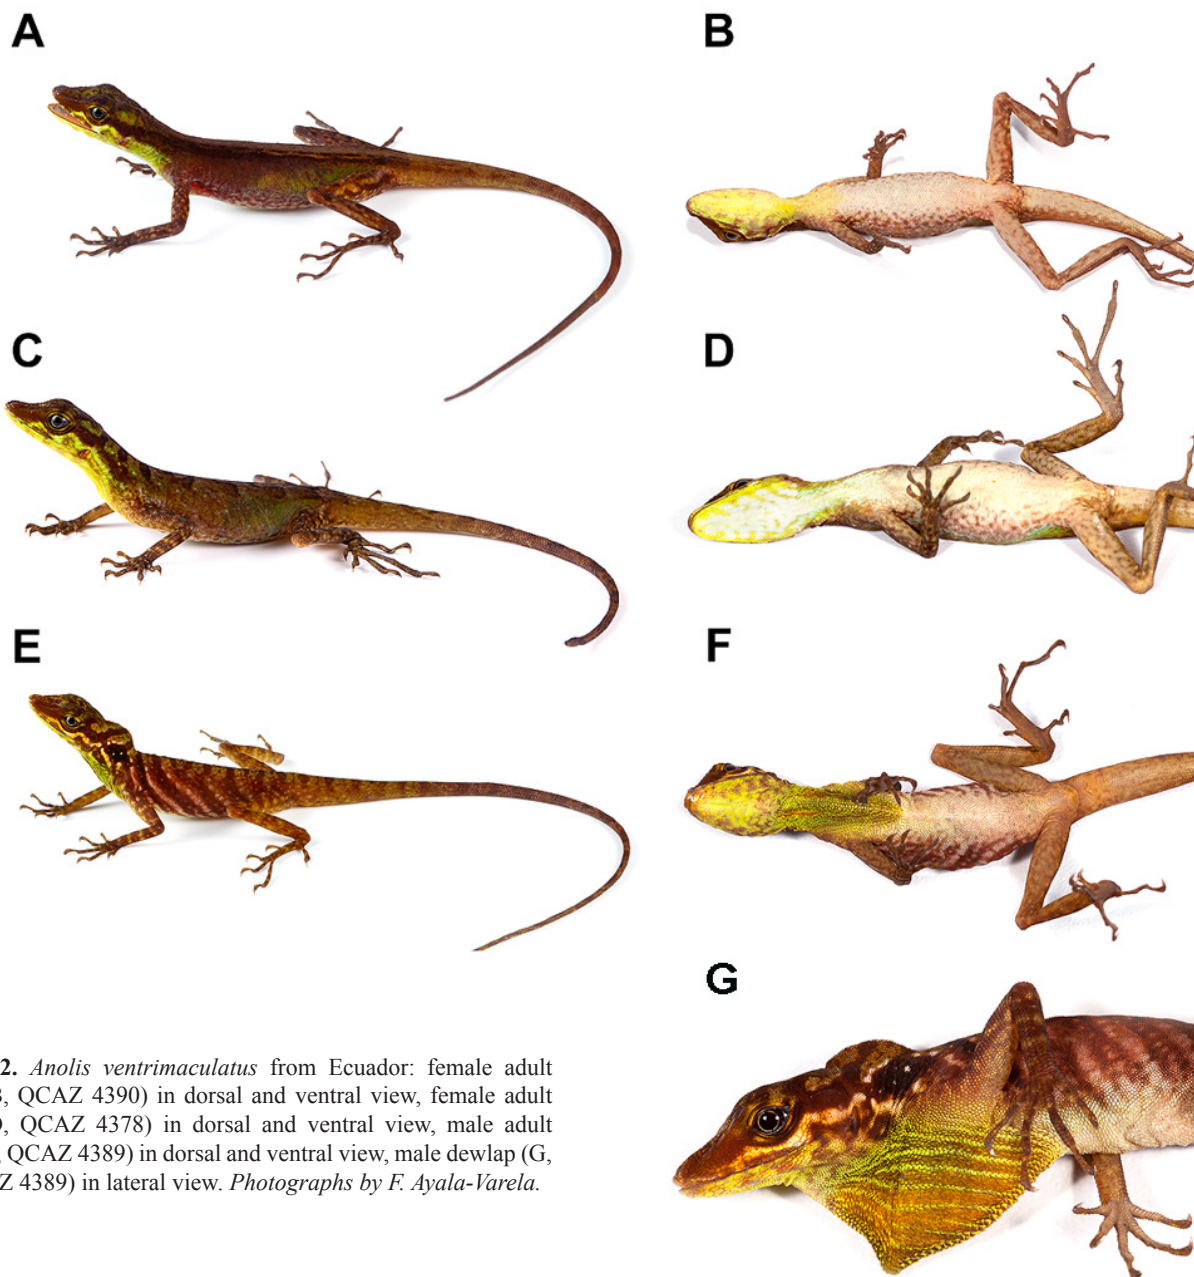 A
B
C
D
E
F
G
2. Anolis ventrimaculatus from Ecuador: female adult
, QCAZ 4390) in dorsal and ventral view, female adult
, QCAZ 4378) in dorsal and ventral view, male adult
, QCAZ 4389) in dorsal and ventral view, male dewlap (G,
4389) in lateral view. Photographs by F. Ayala-Varela.